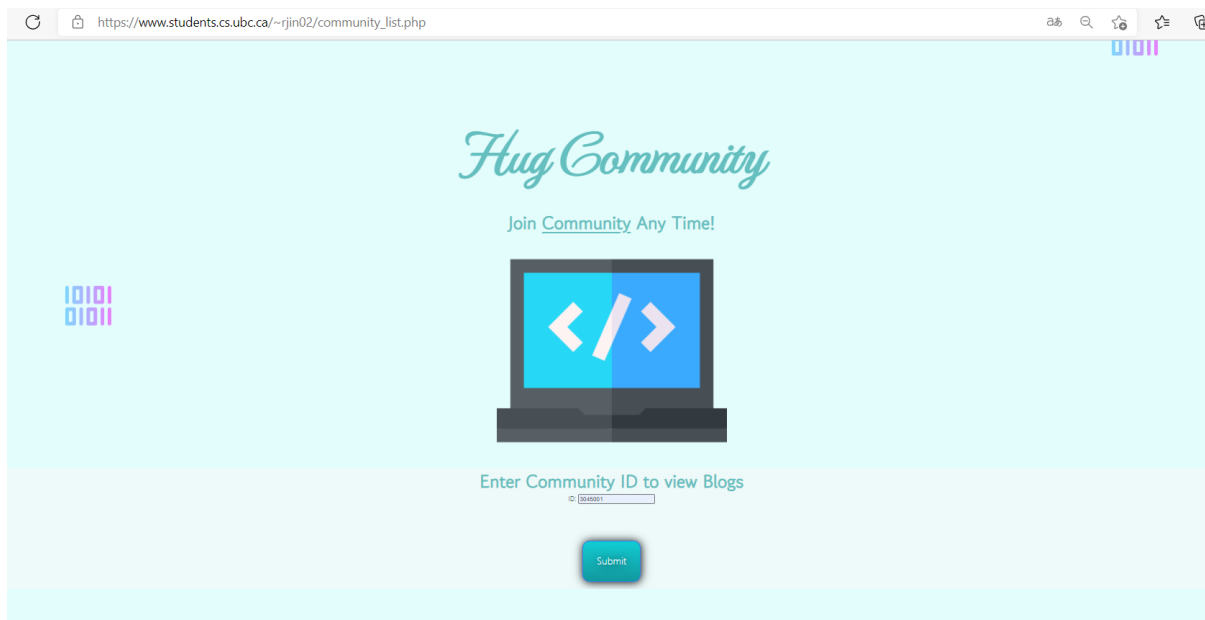 https://www.students.cs.ubc.ca/~rjin02/community_list.php
01011
Hug Community
Join Community Any Time!
10101
01011
</>
Enter Community ID to view Blogs
ID: 3045001
Submit